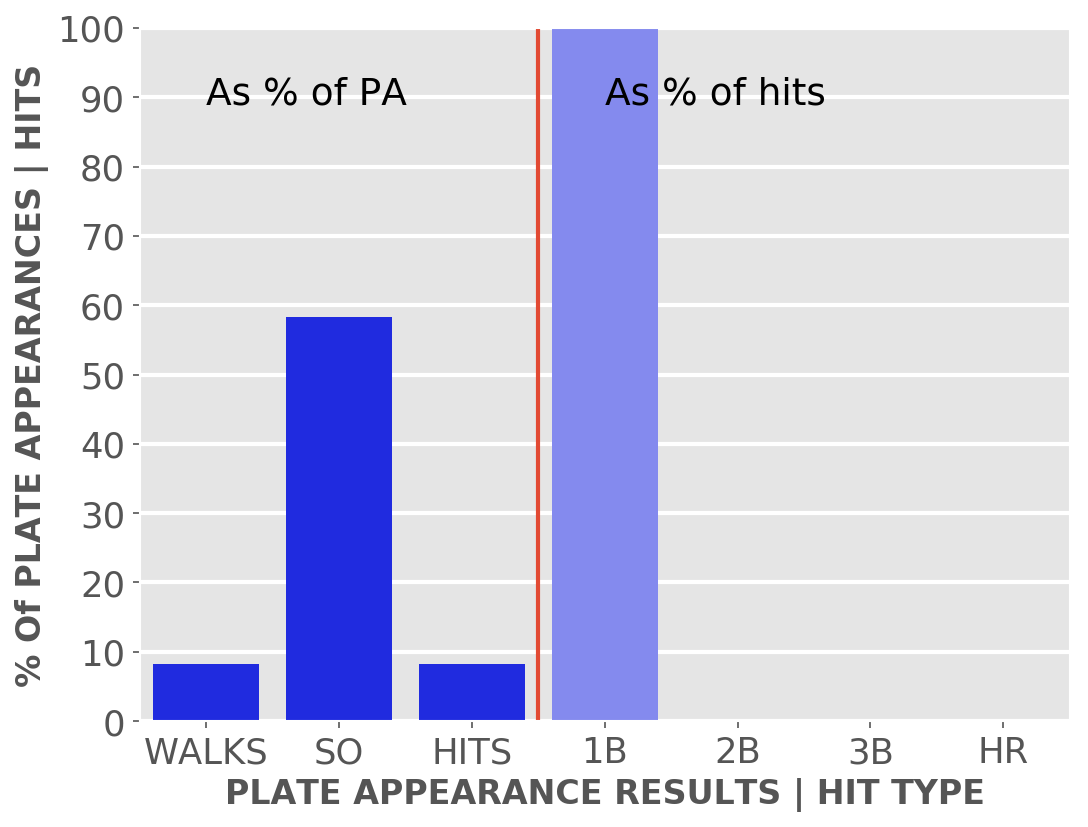 % Of PLATE APPEARANCES | HITS
100
90
80
70
60
50
40
30
20
10
0
As % of PA
As % of hits
WALKS SO HITS 1B 2B 3B HR
PLATE APPEARANCE RESULTS | HIT TYPE